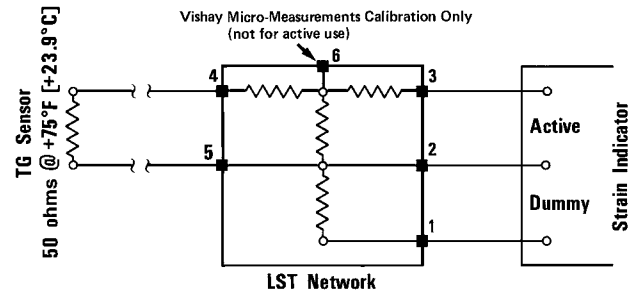 Vishay Micro-Measurements Calibration Only
(not for active use)
TG Sensor
50 ohms @ +75°F [+23.9°C]
6
4
3
5
2
1
Active
Dummy
Strain Indicator
LST Network